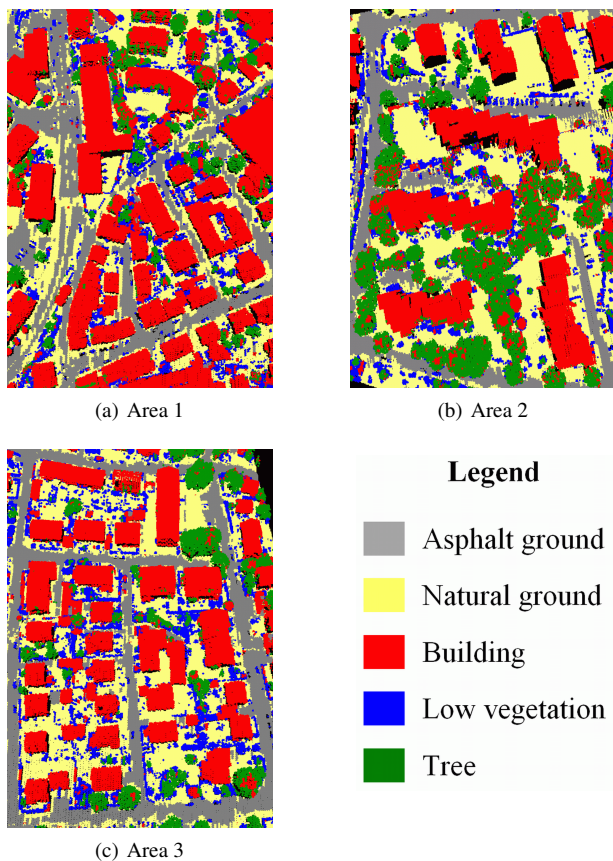 (a) Area 1
(b) Area 2
(c) Area 3
Legend
Asphalt ground
Natural ground
Building
Low vegetation
Tree